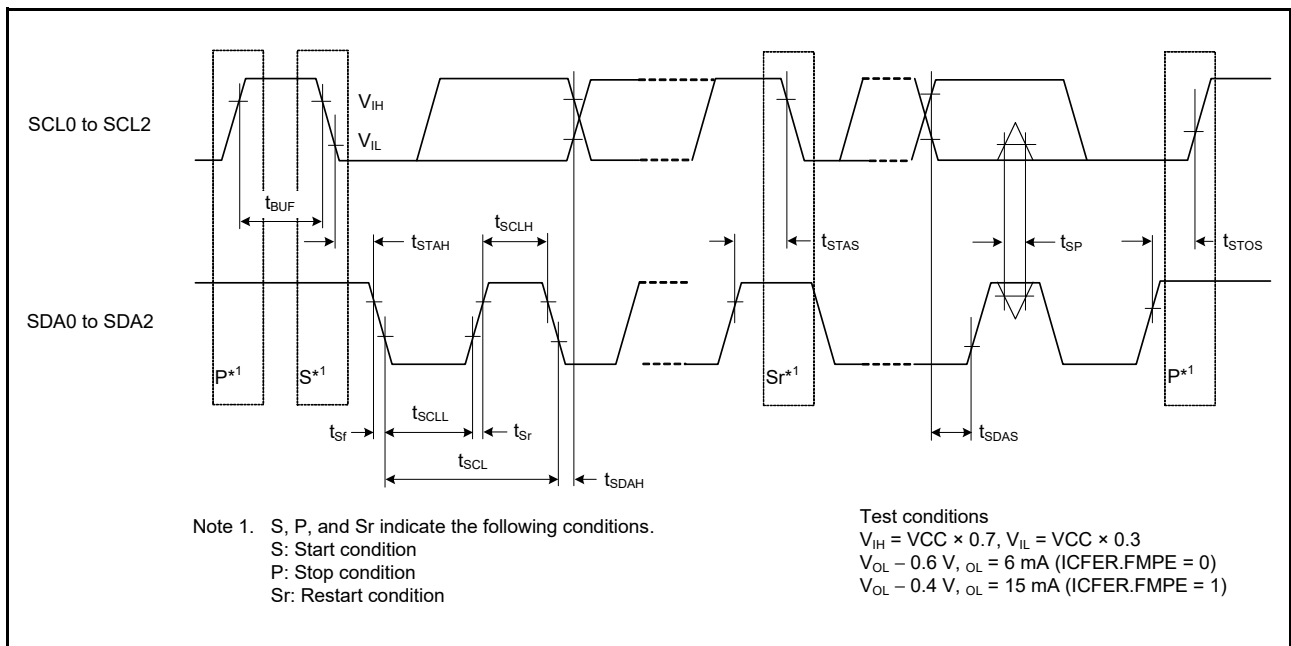 SCL0 to SCL2
VIH
VIL
tBUF
tSTAH
tSCLH
tSTAS
tSP
tSTOS
SDA0 to SDA2
P*1
S*1
Sr*1
P*1
tSf
tSCLL
tSr
tSDAS
tSCL
tSDAH
Note 1. S, P, and Sr indicate the following conditions.
S: Start condition
P: Stop condition
Sr: Restart condition
Test conditions
VIH = VCC × 0.7, VIL = VCC × 0.3
VOL – 0.6 V, OL = 6 mA (ICFER.FMPE = 0)
VOL – 0.4 V, OL = 15 mA (ICFER.FMPE = 1)